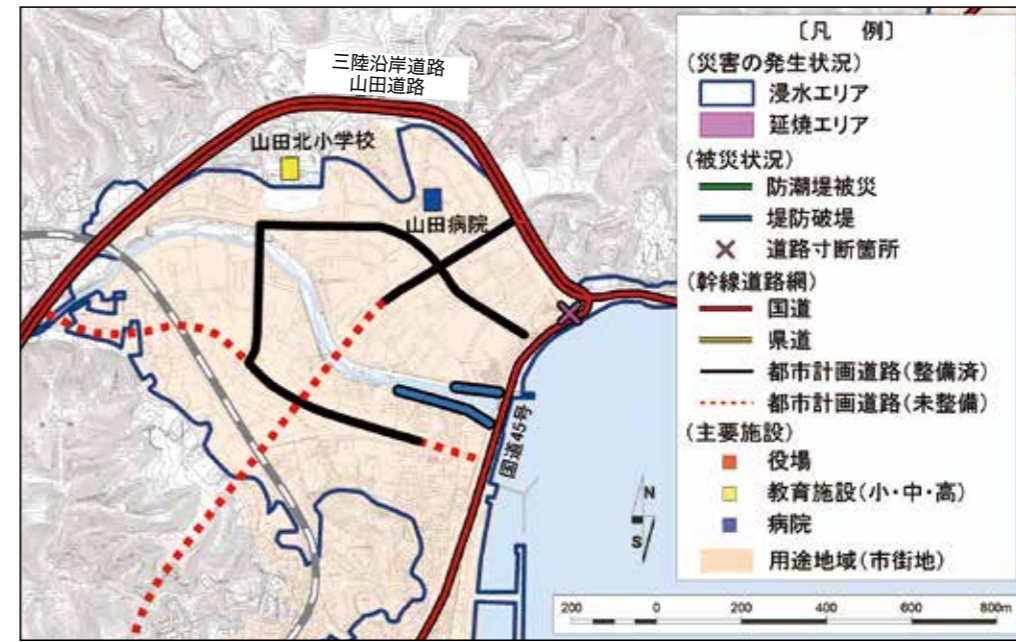 三陸沿岸道路
山田道路
山田北小学校
山田病院
国道45号
N
S
〔凡 例〕
(災害の発生状況)
浸水エリア
延焼エリア
(被災状況)
防潮堤被災
堤防破堤
道路寸断箇所
(幹線道路網)
国道
県道
都市計画道路(整備済)
都市計画道路(未整備)
(主要施設)
役場
教育施設(小・中・高)
病院
用途地域(市街地)
200 0 200 400 600 800m